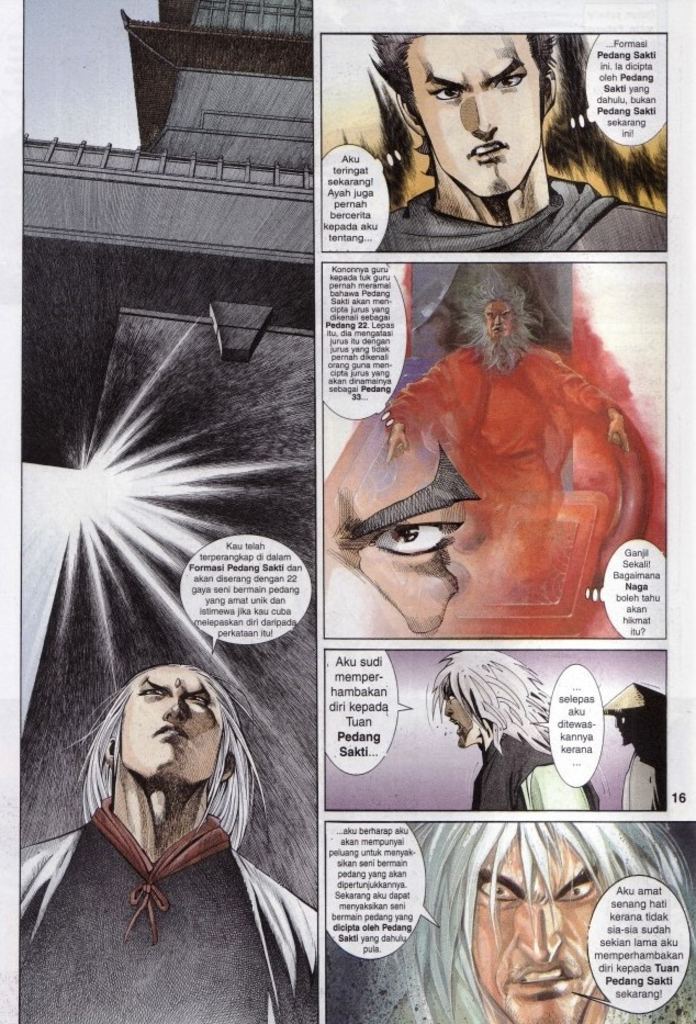 Kau telah
terperangkap di dalam
Formasi Pedang Sakti dan
akan diserang dengan 22
gaya seni bermain pedang
yang amat unik dan
istimewa jika kau cuba
melepaskan diri daripada
perkataan itu!
...Formasi
Pedang Sakti
ini. Ia dicipta
oleh Pedang
Sakti yang
dahulu, bukan
Pedang Sakti
sekarang
ini!
Aku
teringat
sekarang!
Ayah juga
pernah
bercerita
kepada aku
tentang...
Kononnya guru
kepada tuk guru
pernah meramal
bahawa Pedang
Sakti akan men-
cipta jurus yang
dikenali sebagai
Pedang 22. Lepas
itu, dia mengatasi
jurus itu dengan
jurus yang tidak
pernah dikenali
orang guna men-
cipta jurus yang
akan dinamainya
sebagai Pedang
33...
Ganjil
Sekali!
Bagaimana
Naga
boleh tahu
akan
hikmat
itu?
Aku sudi
memper-
hambakan
diri kepada
Tuan
Pedang
Sakti...
...
selepas
aku
ditewas-
kannya
kerana
...
16
...aku berharap aku
akan mempunyai
peluang untuk menyak-
sikan seni bermain
pedang yang akan
dipertunjukkannya.
Sekarang aku dapat
menyaksikan seni
bermain pedang yang
dicipta oleh Pedang
Sakti yang dahulu
pula.
Aku amat
senang hati
kerana tidak
sia-sia sudah
sekian lama aku
memperhambakan
diri kepada Tuan
Pedang Sakti
sekarang!